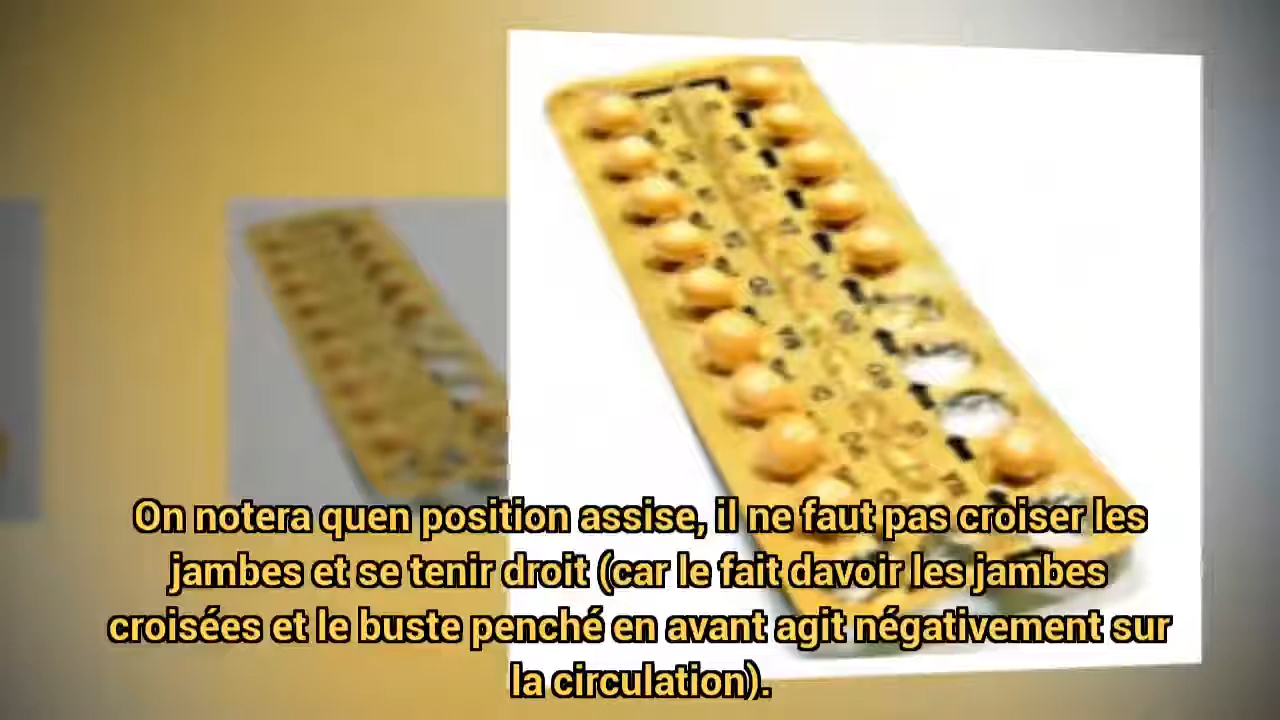 On notera quen position assise, il ne faut pas croiser les
jambes et se tenir droit (car le fait davoir les jambes
croisées et le buste penché en avant agit négativement sur
la circulation).